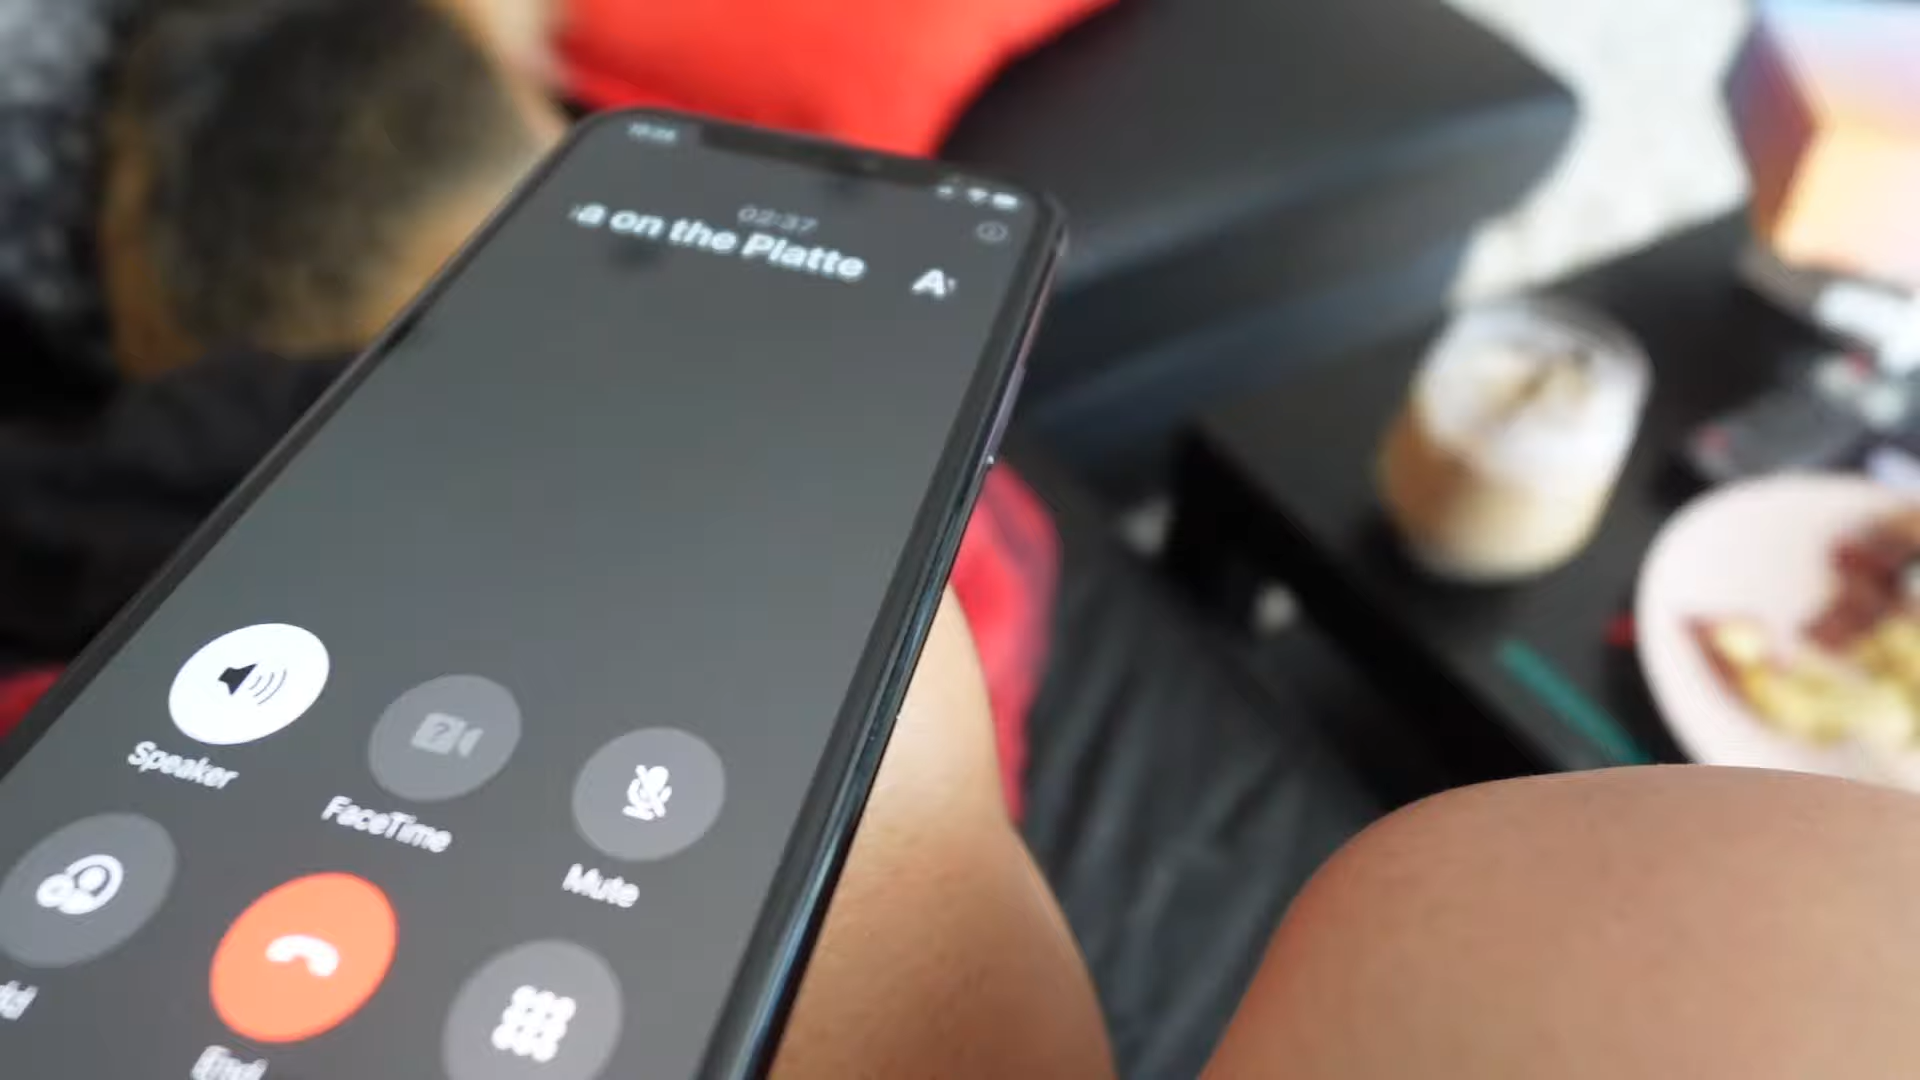 02:37
a on the Platte A
Speaker
FaceTime
Mute
End